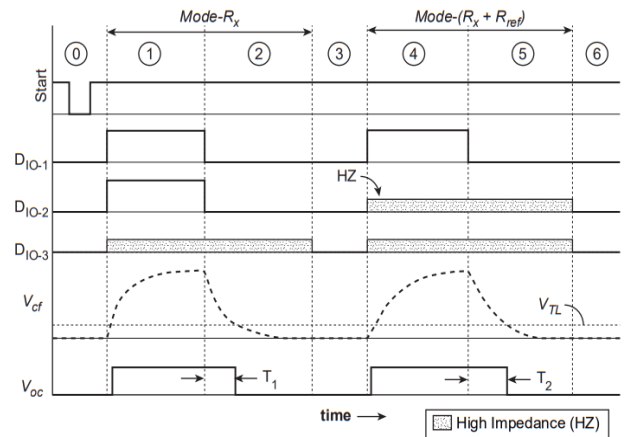 Mode-Rx Mode-(Rx + Rref)
0 1 2 3 4 5 6
Start
DIO-1
HZ
DIO-2
DIO-3
Vcf VTL
Voc T1 T2
time
High Impedance (HZ)